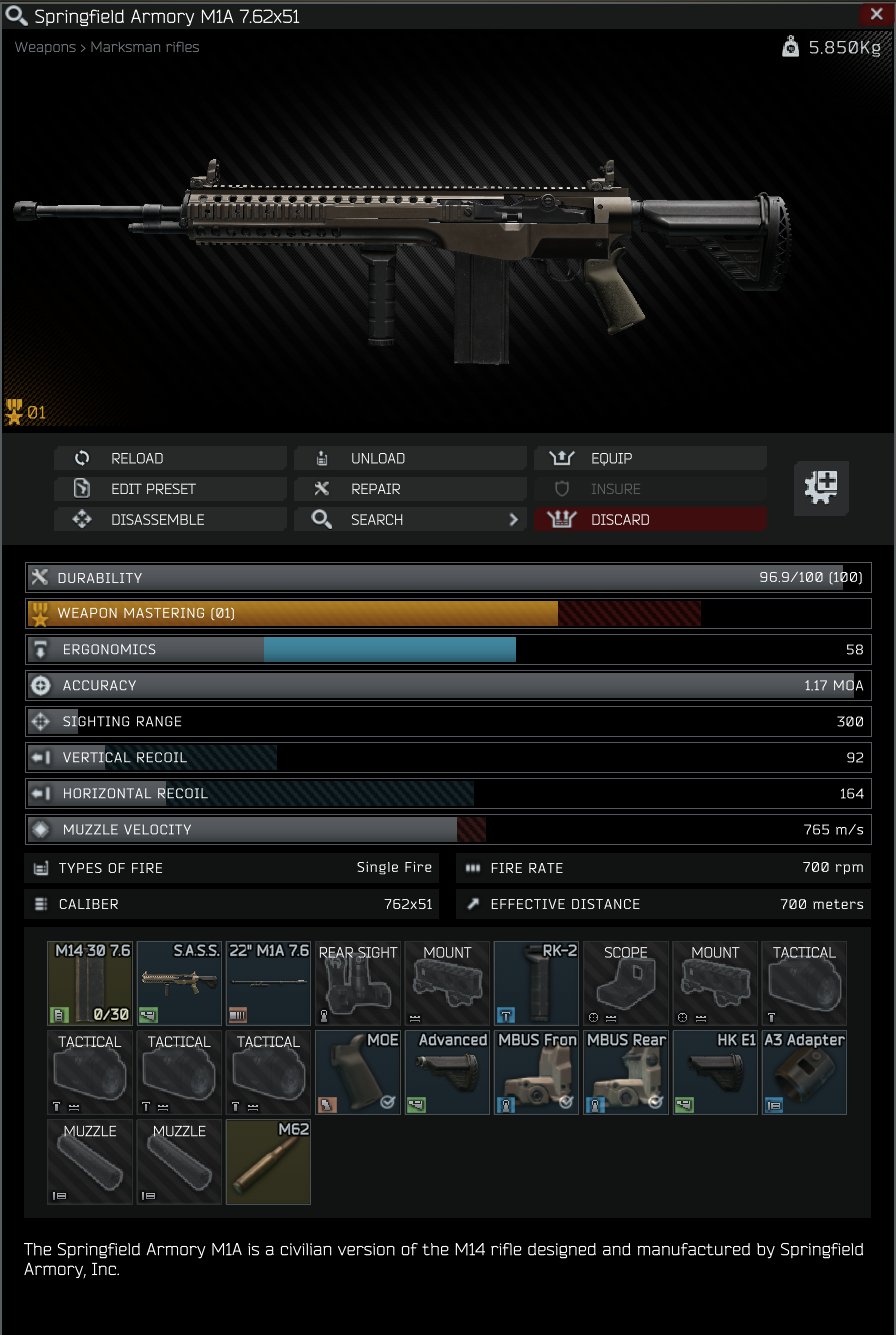 Springfield Armory M1A 7.62x51
Weapons > Marksman rifles
5.850Kg
01
RELOAD
UNLOAD
EQUIP
EDIT PRESET
REPAIR
INSURE
DISASSEMBLE
SEARCH
DISCARD
DURABILITY 96.9/100 (100)
WEAPON MASTERING (01)
ERGONOMICS 58
ACCURACY 1.17 MOA
SIGHTING RANGE 300
VERTICAL RECOIL 92
HORIZONTAL RECOIL 164
MUZZLE VELOCITY 765 m/s
TYPES OF FIRE Single Fire
FIRE RATE 700 rpm
CALIBER 762x51
EFFECTIVE DISTANCE 700 meters
M14 30 7.6
0/30
S.A.S.S.
22" M1A 7.6
REAR SIGHT
MOUNT
RK-2
SCOPE
MOUNT
TACTICAL
TACTICAL
TACTICAL
TACTICAL
MOE
Advanced
MBUS Fron
MBUS Rear
HK E1
A3 Adapter
MUZZLE
MUZZLE
M62
The Springfield Armory M1A is a civilian version of the M14 rifle designed and manufactured by Springfield
Armory, Inc.